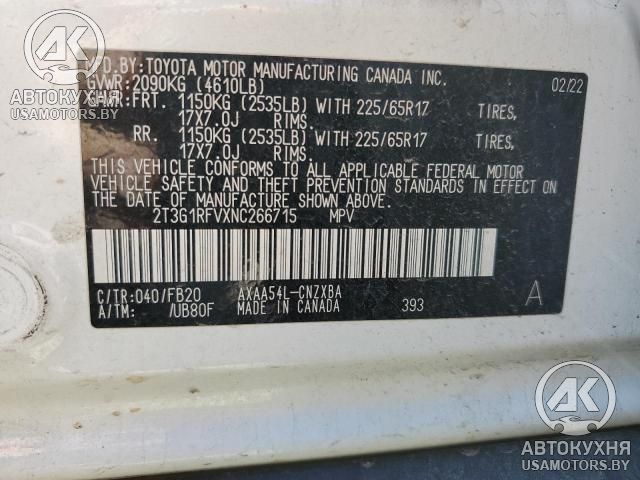 MFD.BY: TOYOTA MOTOR MANUFACTURING CANADA INC.
GVWR: 2090KG (4610LB) 02/22
GAWR: FRT. 1150KG (2535LB) WITH 225/65R17 TIRES,
17X7.0J RIMS.
RR. 1150KG (2535LB) WITH 225/65R17 TIRES,
17X7.0J RIMS.
THIS VEHICLE CONFORMS TO ALL APPLICABLE FEDERAL MOTOR
VEHICLE SAFETY AND THEFT PREVENTION STANDARDS IN EFFECT ON
THE DATE OF MANUFACTURE SHOWN ABOVE.
2T3G1RFVXNC266715 MPV
C/TR:040/FB20 AXAA54L-CNZXBA A
A/TM: /UB80F MADE IN CANADA 393
АК
АВТОКУХНЯ
USAMOTORS.BY
АК
АВТОКУХНЯ
USAMOTORS.BY